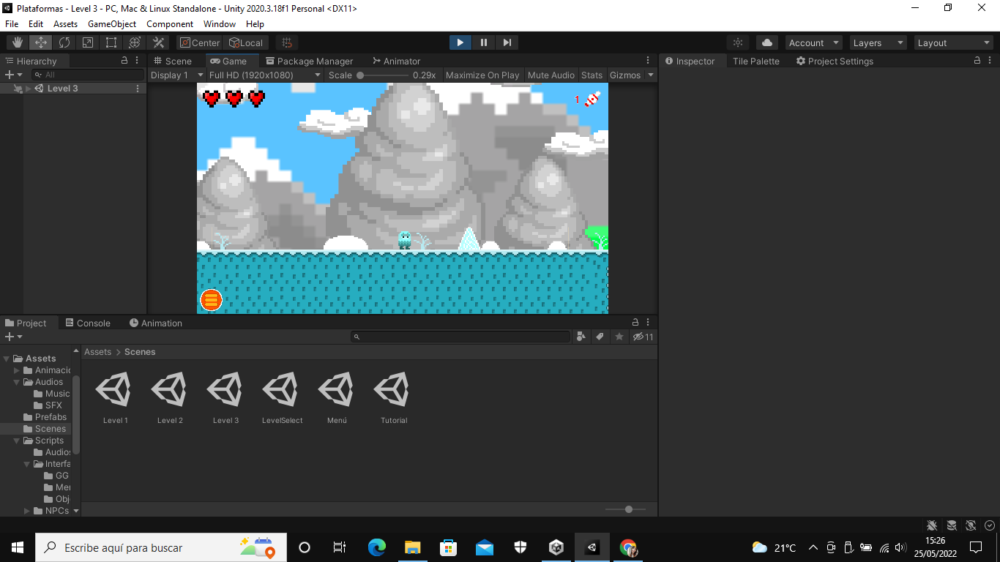 Plataformas - Level 3 - PC, Mac & Linux Standalone - Unity 2020.3.18f1 Personal <DX11>
File Edit Assets GameObject Component Window Help
Center Local Account Layers Layout
Hierarchy
All
Level 3
Scene Game Package Manager Animator
Display 1 Full HD (1920x1080) Scale 0.29x Maximize On Play Mute Audio Stats Gizmos
1
Inspector Tile Palette Project Settings
Project Console Animation
11
Assets
Animacio
Audios
Music
SFX
Prefabs
Scenes
Scripts
Audios
Interfa
GG
Mer
Obj
NPCs
Assets > Scenes
Level 1 Level 2 Level 3 LevelSelect Menú Tutorial
Escribe aquí para buscar
21°C
15:26
25/05/2022